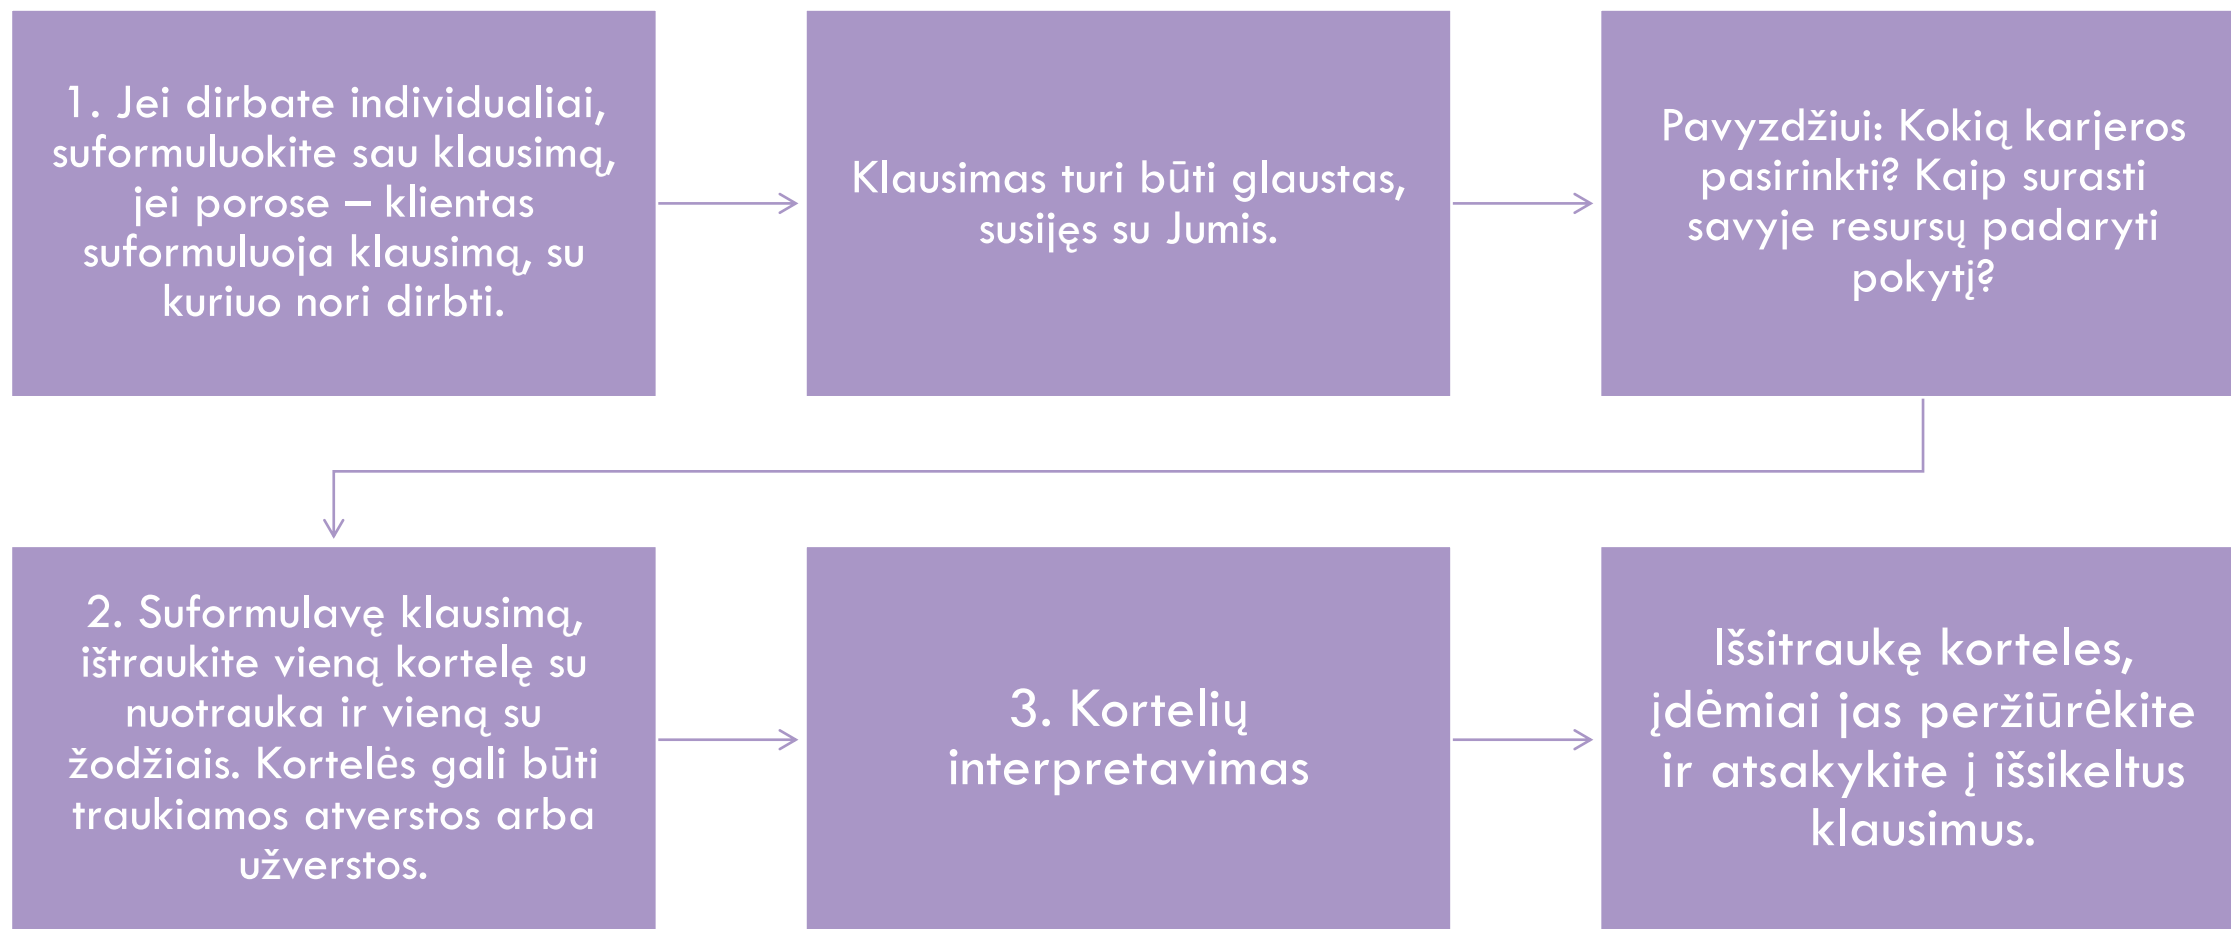 1. Jei dirbate individualiai,
suformuluokite sau klausimą,
jei porose – klientas
suformuluoja klausimą, su
kuriuo nori dirbti.
Klausimas turi būti glaustas,
susijęs su Jumis.
Pavyzdžiui: Kokią karjeros
pasirinkti? Kaip surasti
savyje resursų padaryti
pokytį?
2. Suformulavę klausimą,
ištraukite vieną kortelę su
nuotrauka ir vieną su
žodžiais. Kortelės gali būti
traukiamos atverstos arba
užverstos.
3. Kortelių
interpretavimas
Išsitraukę korteles,
įdėmiai jas peržiūrėkite
ir atsakykite į išsikeltus
klausimus.